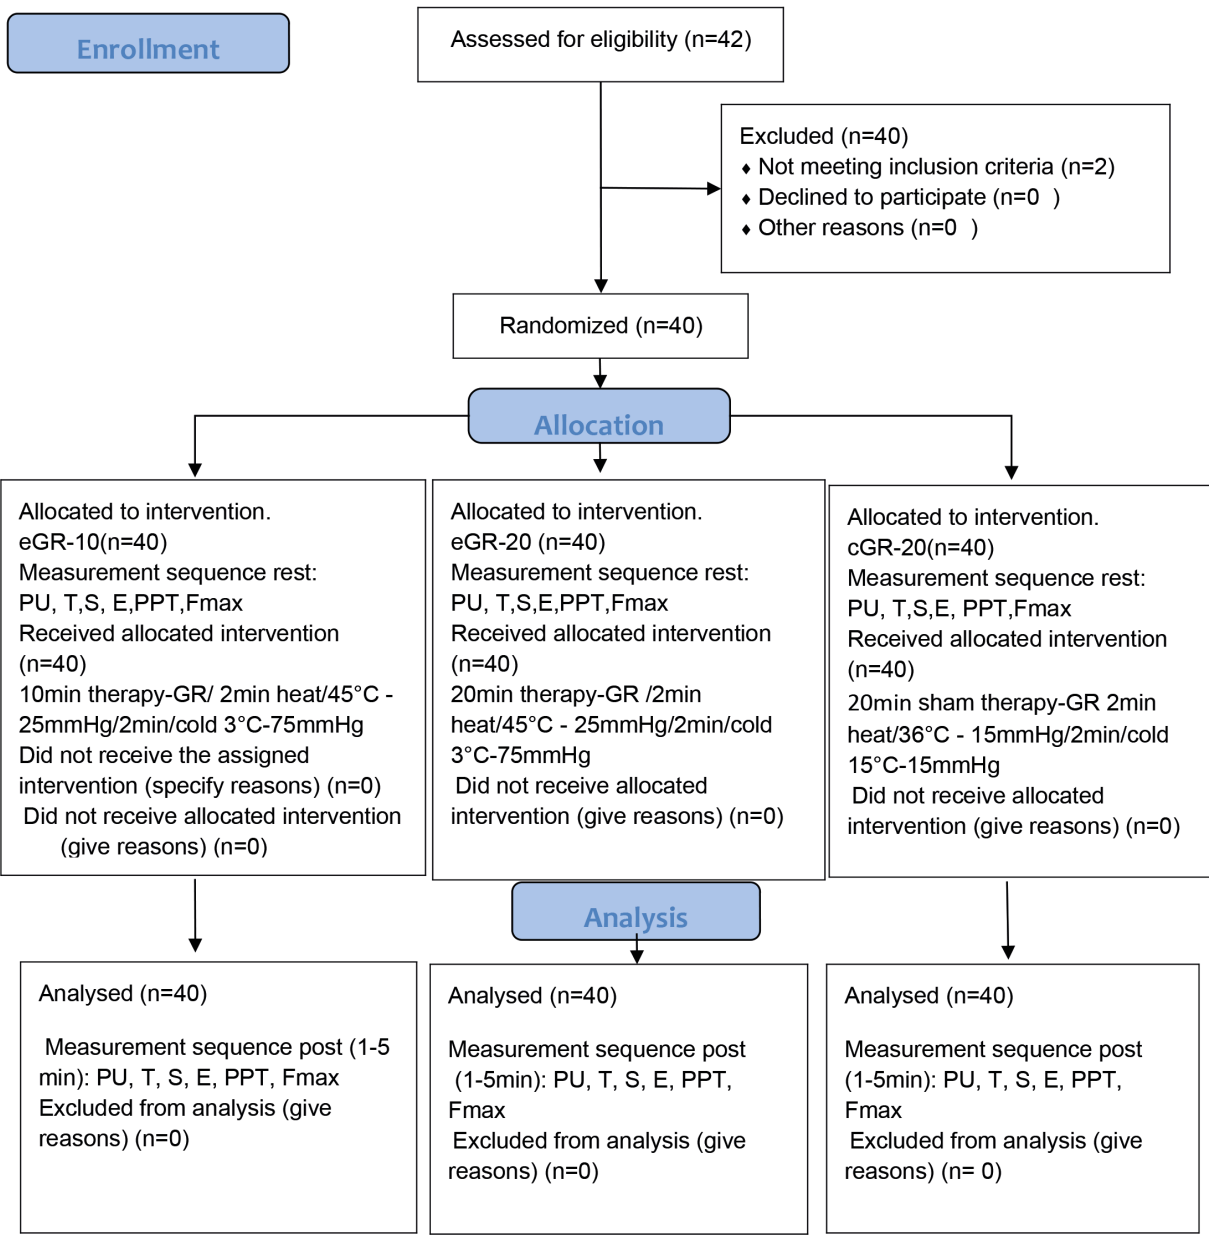 Enrollment
Assessed for eligibility (n=42)
Excluded (n=40)
♦ Not meeting inclusion criteria (n=2)
♦ Declined to participate (n=0  )
♦ Other reasons (n=0  )
Randomized (n=40)
Allocation
Allocated to intervention.
eGR-10(n=40)
Measurement sequence rest:
PU, T,S, E,PPT,Fmax
Received allocated intervention
(n=40)
10min therapy-GR/ 2min heat/45°C -
25mmHg/2min/cold 3°C-75mmHg
Did not receive the assigned
intervention (specify reasons) (n=0)
Did not receive allocated intervention
(give reasons) (n=0)
Allocated to intervention.
eGR-20 (n=40)
Measurement sequence rest:
PU, T,S,E,PPT,Fmax
Received allocated intervention
(n=40)
20min therapy-GR /2min
heat/45°C - 25mmHg/2min/cold
3°C-75mmHg
Did not receive allocated
intervention (give reasons) (n=0)
Allocated to intervention.
cGR-20(n=40)
Measurement sequence rest:
PU, T,S,E, PPT,Fmax
Received allocated intervention
(n=40)
20min sham therapy-GR 2min
heat/36°C - 15mmHg/2min/cold
15°C-15mmHg
Did not receive allocated
intervention (give reasons) (n=0)
Analysis
Analysed (n=40)
Measurement sequence post (1-5
min): PU, T, S, E, PPT, Fmax
Excluded from analysis (give
reasons) (n=0)
Analysed (n=40)
Measurement sequence post
(1-5min): PU, T, S, E, PPT,
Fmax
Excluded from analysis (give
reasons) (n=0)
Analysed (n=40)
Measurement sequence post
(1-5min): PU, T, S, E, PPT,
Fmax
Excluded from analysis (give
reasons) (n= 0)